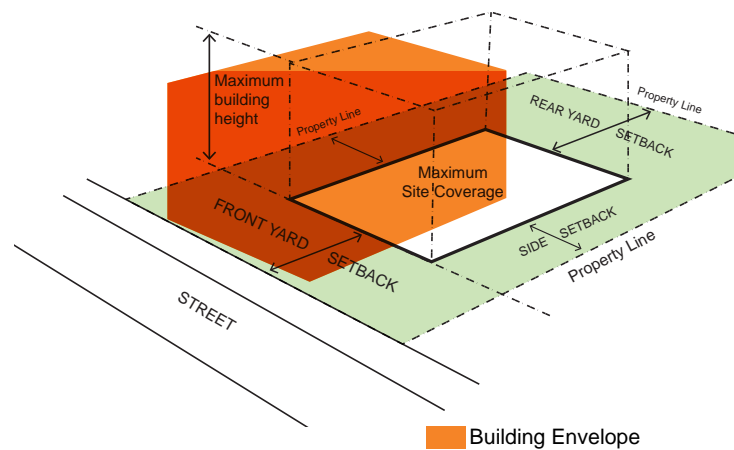 Maximum
building
height
Property Line
Property Line
REAR YARD
SETBACK
Maximum
Site Coverage
FRONT YARD
SETBACK
SIDE
SETBACK
Property Line
STREET
Building Envelope